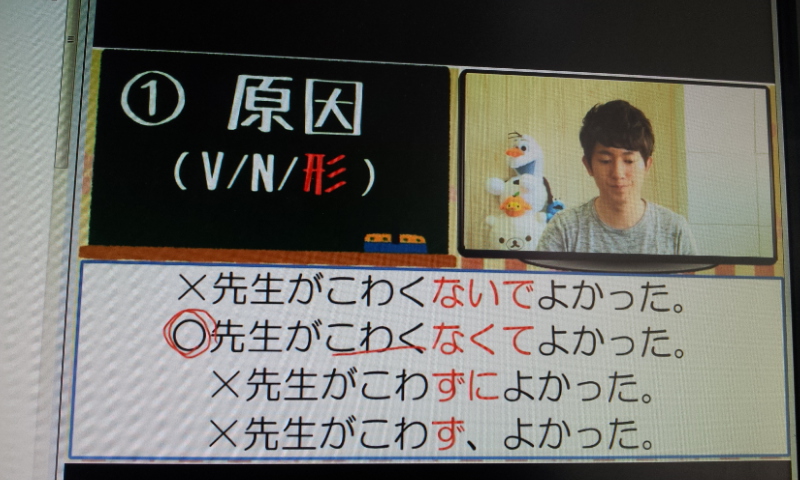 ① 原因
(V/N/形)
×先生がこわくないでよかった。
○先生がこわくなくてよかった。
×先生がこわずによかった。
×先生がこわず、よかった。